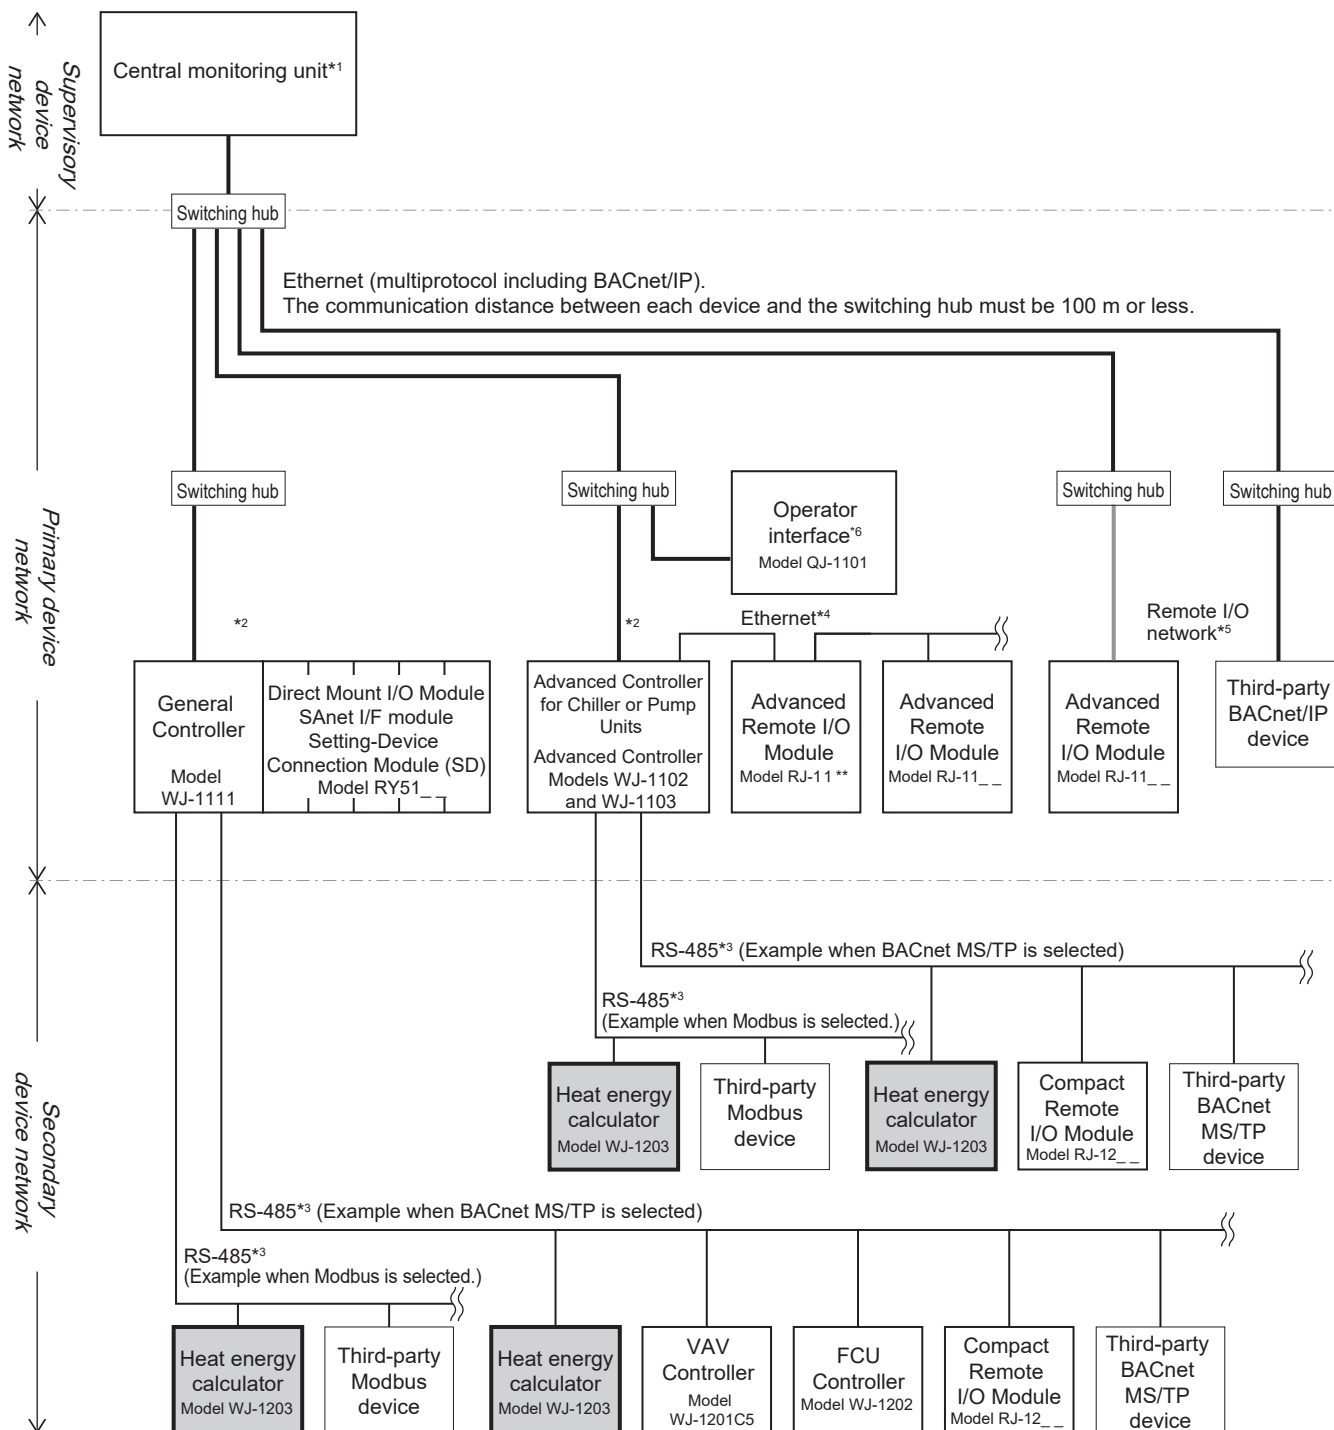 Supervisory
device
network
Central monitoring unit*1
Switching hub
Ethernet (multiprotocol including BACnet/IP).
The communication distance between each device and the switching hub must be 100 m or less.
Primary device
network
Switching hub
Switching hub
Operator
interface*6
Model QJ-1101
Switching hub
Switching hub
*2
*2
Ethernet*4
Remote I/O
network*5
General
Controller
Model
WJ-1111
Direct Mount I/O Module
SAnet I/F module
Setting-Device
Connection Module (SD)
Model RY51_ _
Advanced Controller
for Chiller or Pump
Units
Advanced Controller
Models WJ-1102
and WJ-1103
Advanced
Remote I/O
Module
Model RJ-11 **
Advanced
Remote
I/O Module
Model RJ-11_ _
Advanced
Remote
I/O Module
Model RJ-11_ _
Third-party
BACnet/IP
device
Secondary
device network
RS-485*3 (Example when BACnet MS/TP is selected)
RS-485*3
(Example when Modbus is selected.)
Heat energy
calculator
Model WJ-1203
Third-party
Modbus
device
Heat energy
calculator
Model WJ-1203
Compact
Remote
I/O Module
Model RJ-12_ _
Third-party
BACnet
MS/TP
device
RS-485*3 (Example when BACnet MS/TP is selected)
RS-485*3
(Example when Modbus is selected.)
Heat energy
calculator
Model WJ-1203
Third-party
Modbus
device
Heat energy
calculator
Model WJ-1203
VAV
Controller
Model
WJ-1201C5
FCU
Controller
Model WJ-1202
Compact
Remote
I/O Module
Model RJ-12_ _
Third-party
BACnet
MS/TP
device